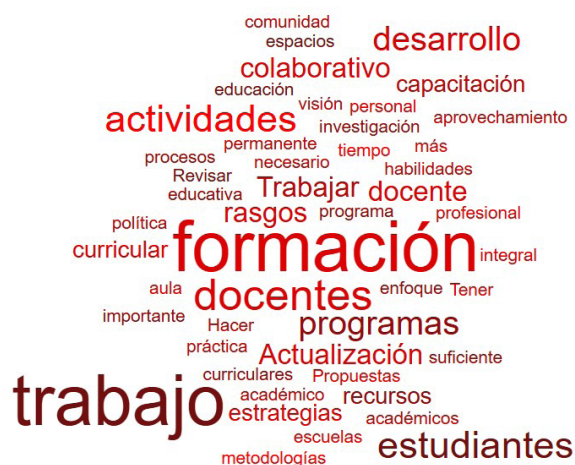 comunidad
espacios desarrollo
colaborativo
educación capacitación
visión personal
actividades investigación aprovechamiento
permanente tiempo más
procesos necesario habilidades
Revisar Trabajar docente
educativa
rasgos programa profesional
política
curricular formación integral
aula docentes enfoque Tener
importante Hacer programas
práctica Actualización suficiente
curriculares Propuestas
trabajo académico recursos
estrategias académicos
escuelas estudiantes
metodologías